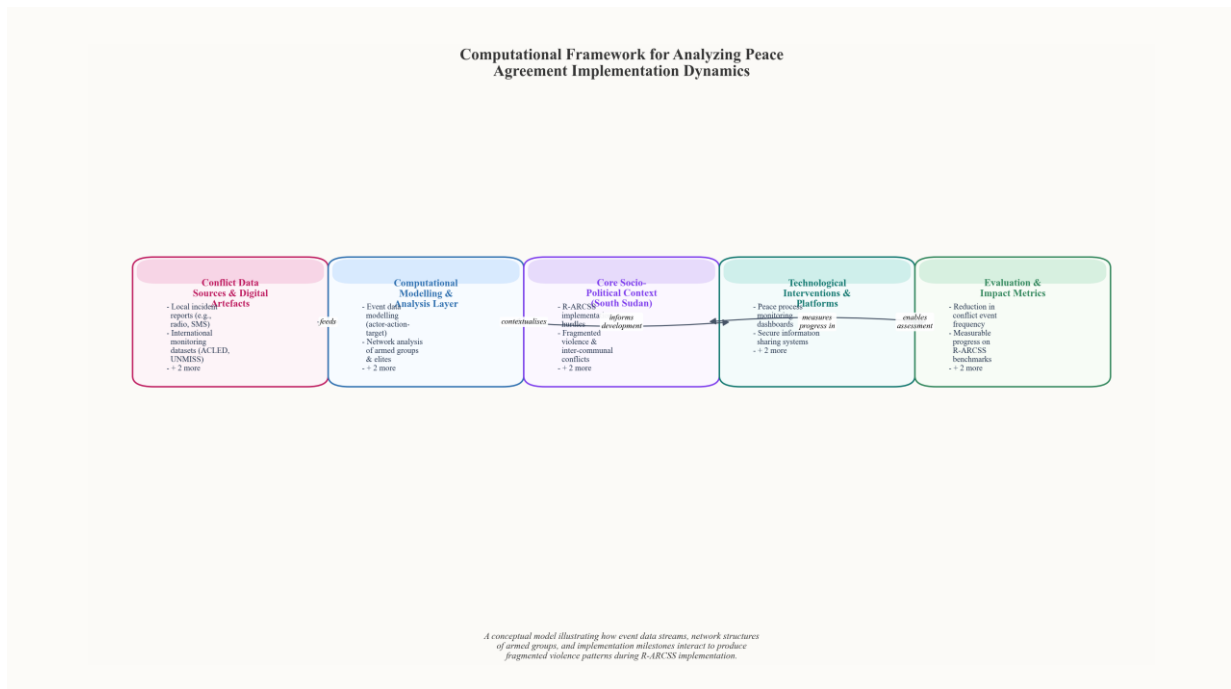 Computational Framework for Analyzing Peace
Agreement Implementation Dynamics
Conflict Data
Sources & Digital
Artefacts
- Local incident
reports (e.g.,
radio, SMS)
- International
monitoring
datasets (ACLED,
UNMISS)
- + 2 more
-feeds
Computational
Modelling &
Analysis Layer
- Event data
modelling
(actor-action-
target)
- Network analysis
of armed groups
& elites
- + 2 more
contextualises
Core Socio-
Political Context
(South Sudan)
- R-ARCSS
implementa
hurdles
- Fragmented
violence &
inter-communal
conflicts
- + 2 more
informs
development
Technological
Interventions &
Platforms
- Peace process
monitoring
dashboards
- Secure information
sharing systems
- + 2 more
measures
progress in
enables
assessment
Evaluation &
Impact Metrics
- Reduction in
conflict event
frequency
- Measurable
progress on
R-ARCSS
benchmarks
- + 2 more
A conceptual model illustrating how event data streams, network structures
of armed groups, and implementation milestones interact to produce
fragmented violence patterns during R-ARCSS implementation.